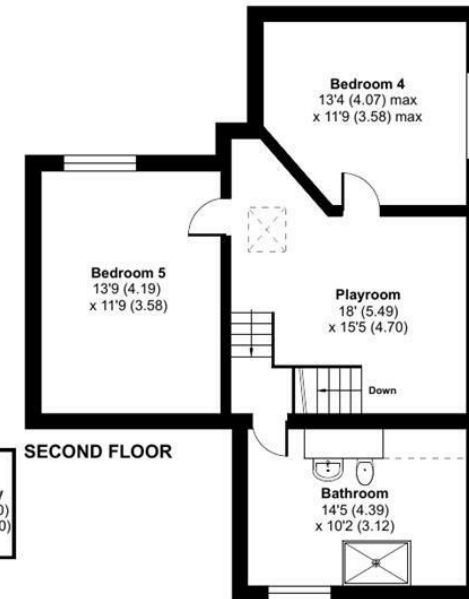 Bedroom 4
13'4 (4.07) max
x 11'9 (3.58) max
Bedroom 5
13'9 (4.19)
x 11'9 (3.58)
Playroom
18' (5.49)
x 15'5 (4.70)
Down
SECOND FLOOR
Bathroom
14'5 (4.39)
x 10'2 (3.12)